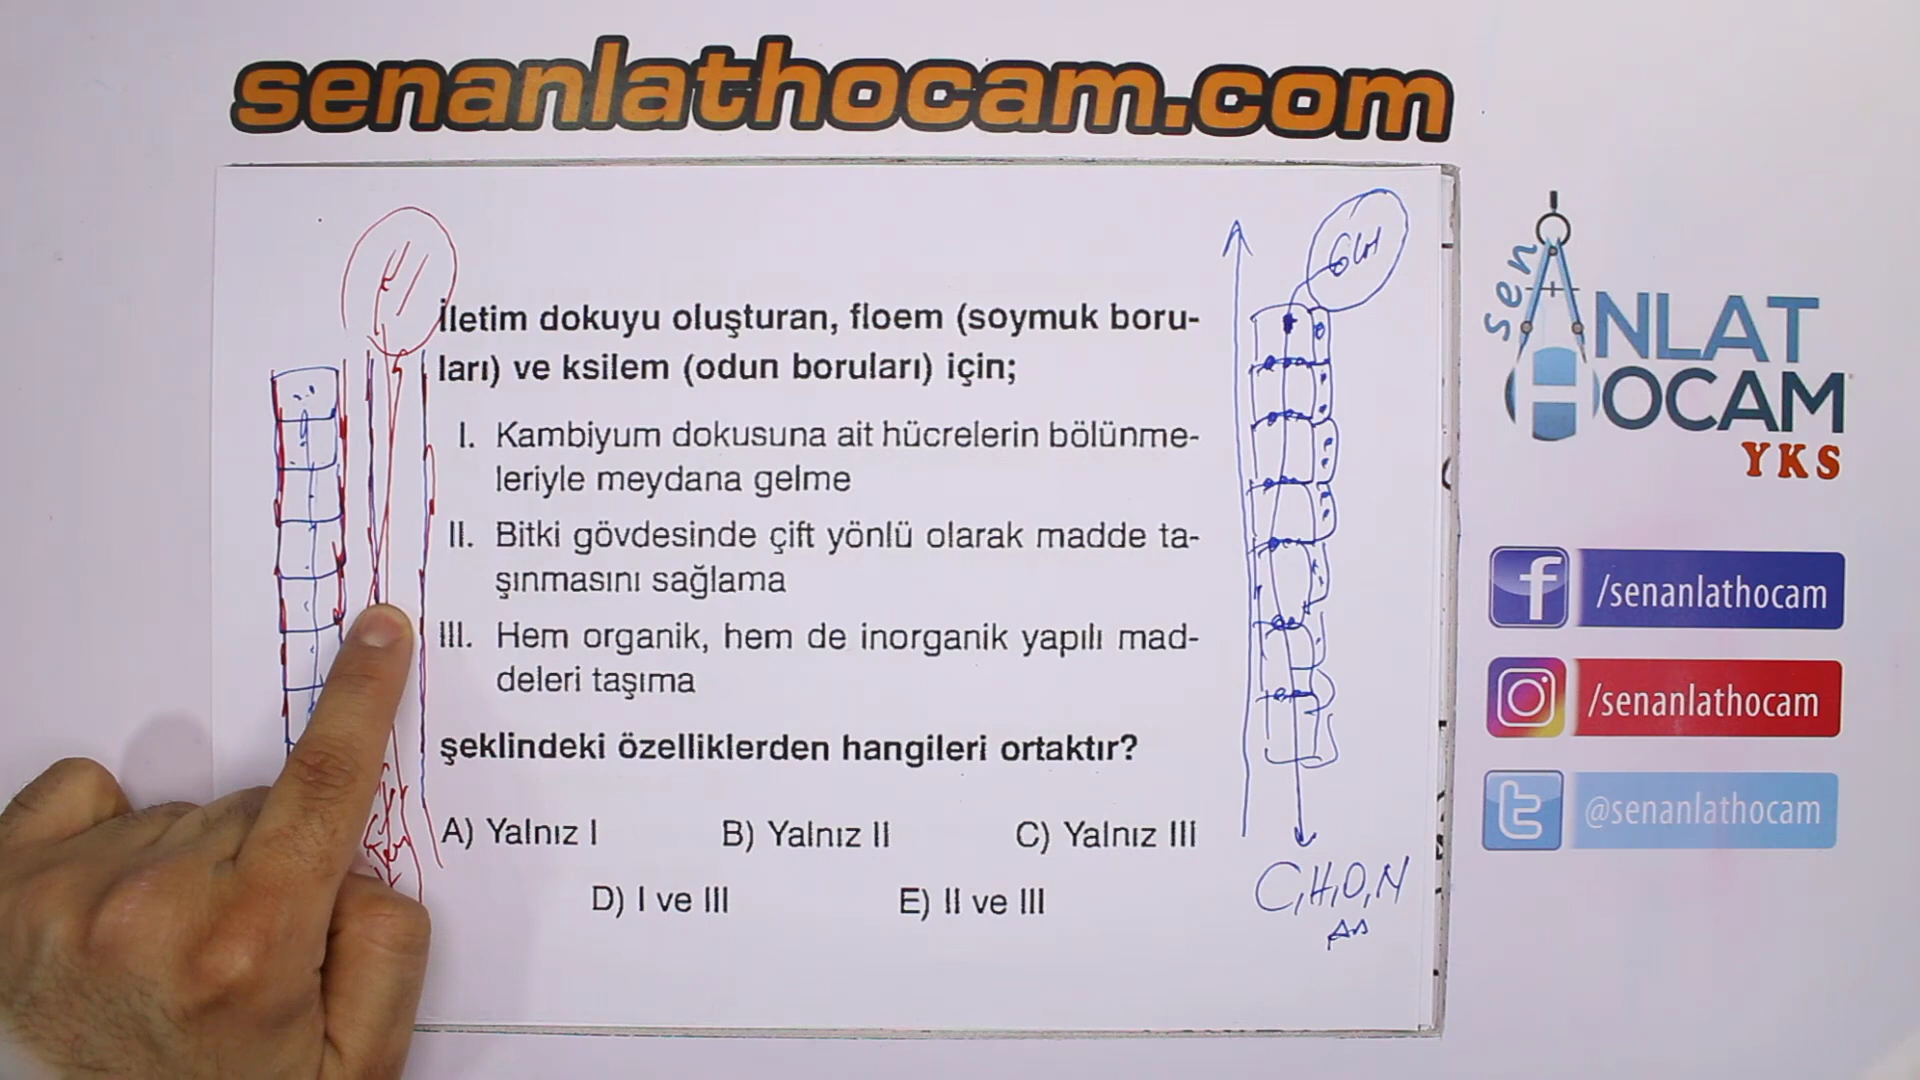 senanlathocam.com
İletim dokuyu oluşturan, floem (soymuk boru-
ları) ve ksilem (odun boruları) için;
I. Kambiyum dokusuna ait hücrelerin bölünme-
leriyle meydana gelme
II. Bitki gövdesinde çift yönlü olarak madde ta-
şınmasını sağlama
III. Hem organik, hem de inorganik yapılı mad-
deleri taşıma
şeklindeki özelliklerden hangileri ortaktır?
A) Yalnız I B) Yalnız II C) Yalnız III
D) I ve III E) II ve III
C, H, O, N
sen
ANLAT
HOCAM
YKS
f /senanlathocam
/senanlathocam
t @senanlathocam